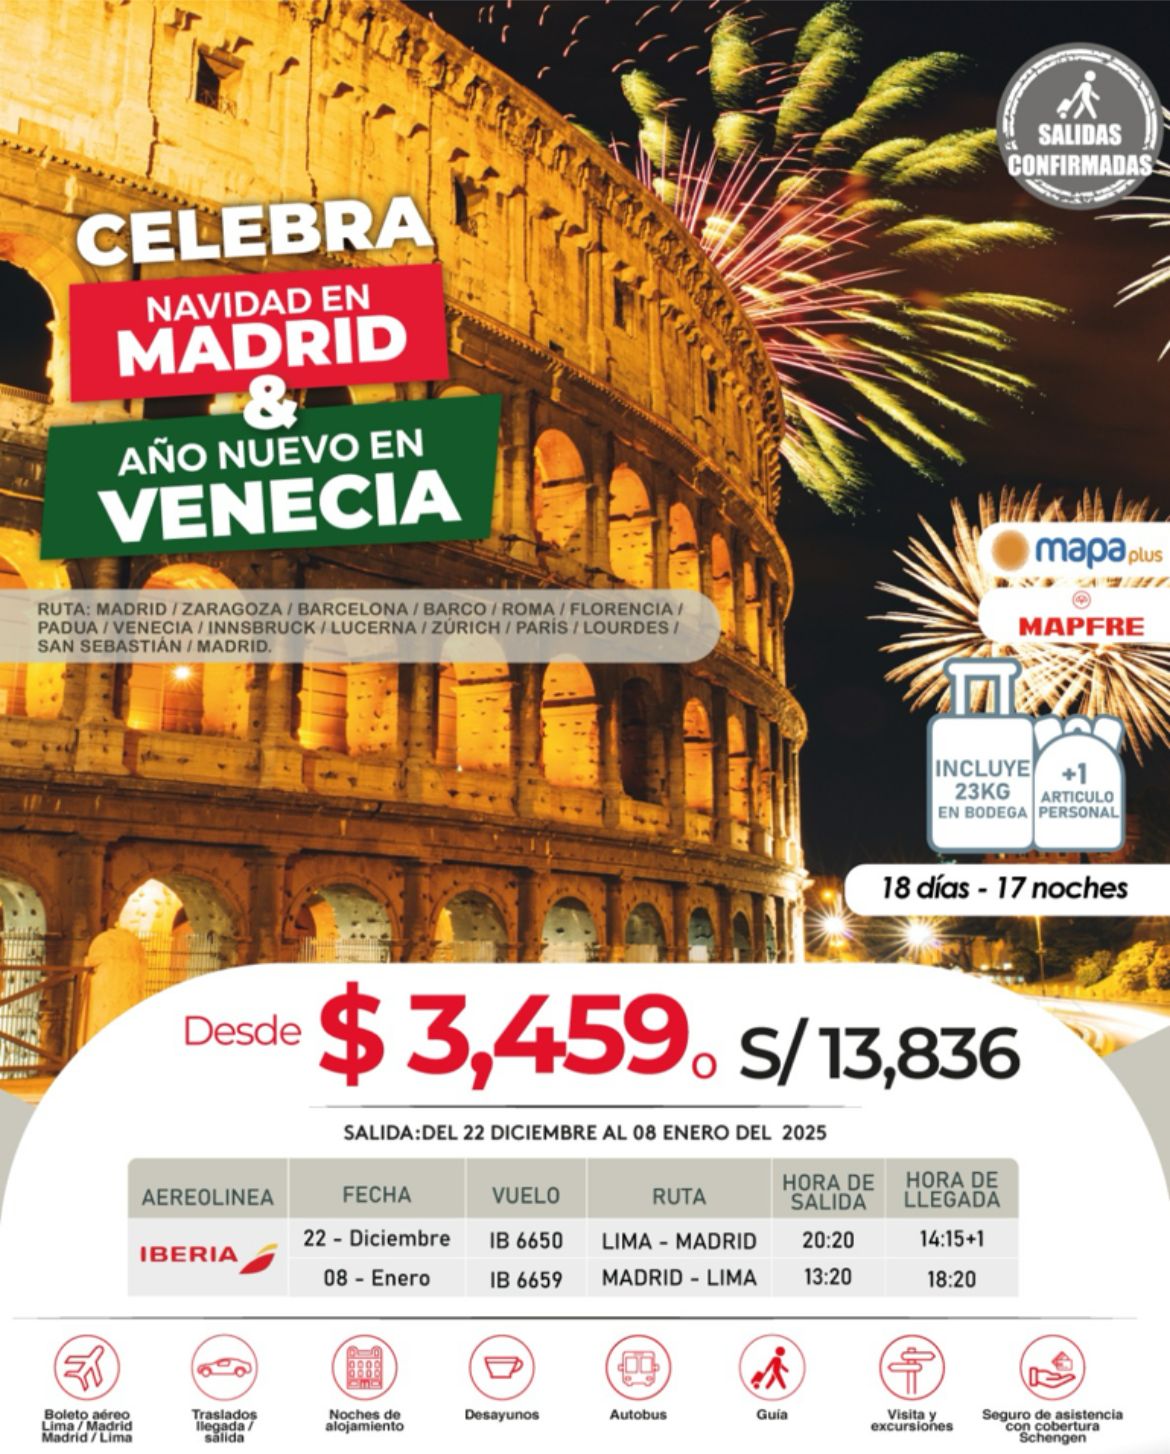 SALIDAS
CONFIRMADAS
CELEBRA
NAVIDAD EN
MADRID
&
AÑO NUEVO EN
VENECIA
mapa plus
MAPFRE
RUTA: MADRID / ZARAGOZA / BARCELONA / BARCO / ROMA / FLORENCIA /
PADUA / VENECIA / INNSBRUCK / LUCERNA / ZÚRICH / PARÍS / LOURDES /
SAN SEBASTIÁN / MADRID.
INCLUYE
23KG
EN BODEGA
+1
ARTICULO
PERSONAL
18 días - 17 noches
Desde $ 3,459 o S/ 13,836
SALIDA:DEL 22 DICIEMBRE AL 08 ENERO DEL 2025
AEREOLINEA FECHA VUELO RUTA HORA DE SALIDA HORA DE LLEGADA
IBERIA
22 - Diciembre IB 6650 LIMA - MADRID 20:20 14:15+1
08 - Enero IB 6659 MADRID - LIMA 13:20 18:20
Boleto aéreo
Lima / Madrid
Madrid / Lima
Traslados
llegada /
salida
Noches de
alojamiento
Desayunos
Autobus
Guía
Visita y
excursiones
Seguro de asistencia
con cobertura
Schengen